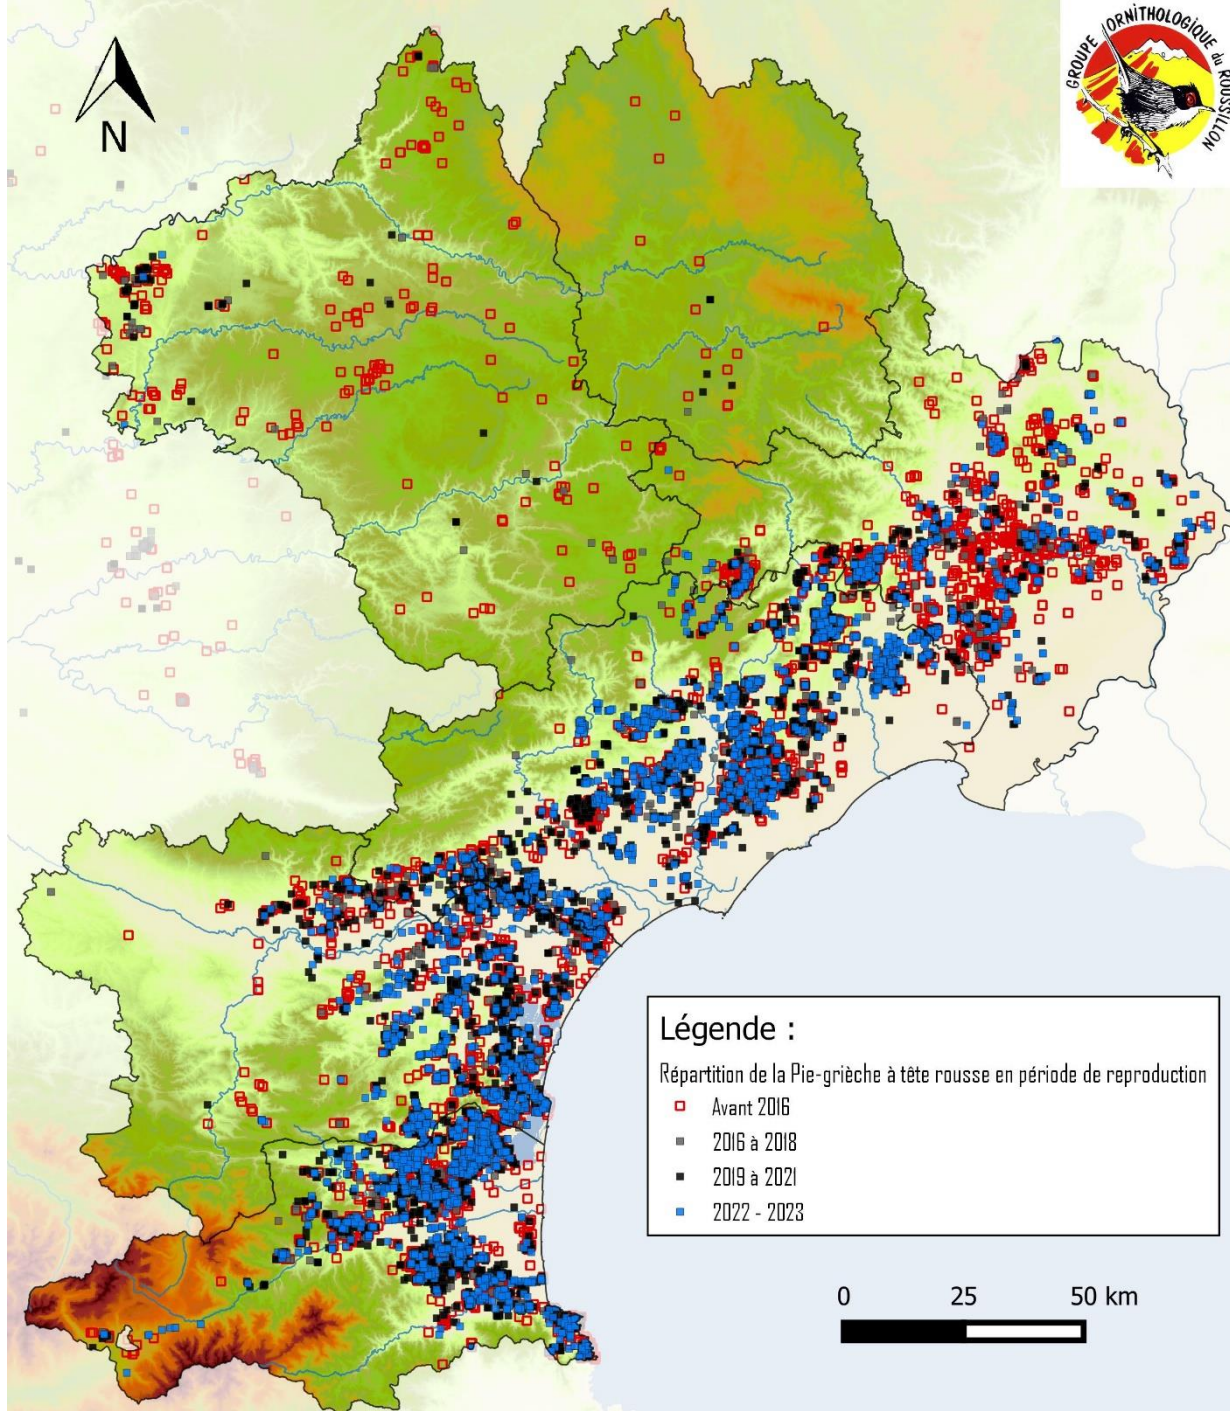 GROUPE ORNITHOLOGIQUE du ROUSSILLON
N
Légende :
Répartition de la Pie-grièche à tête rousse en période de reproduction
Avant 2016
2016 à 2018
2019 à 2021
2022 - 2023
0 25 50 km